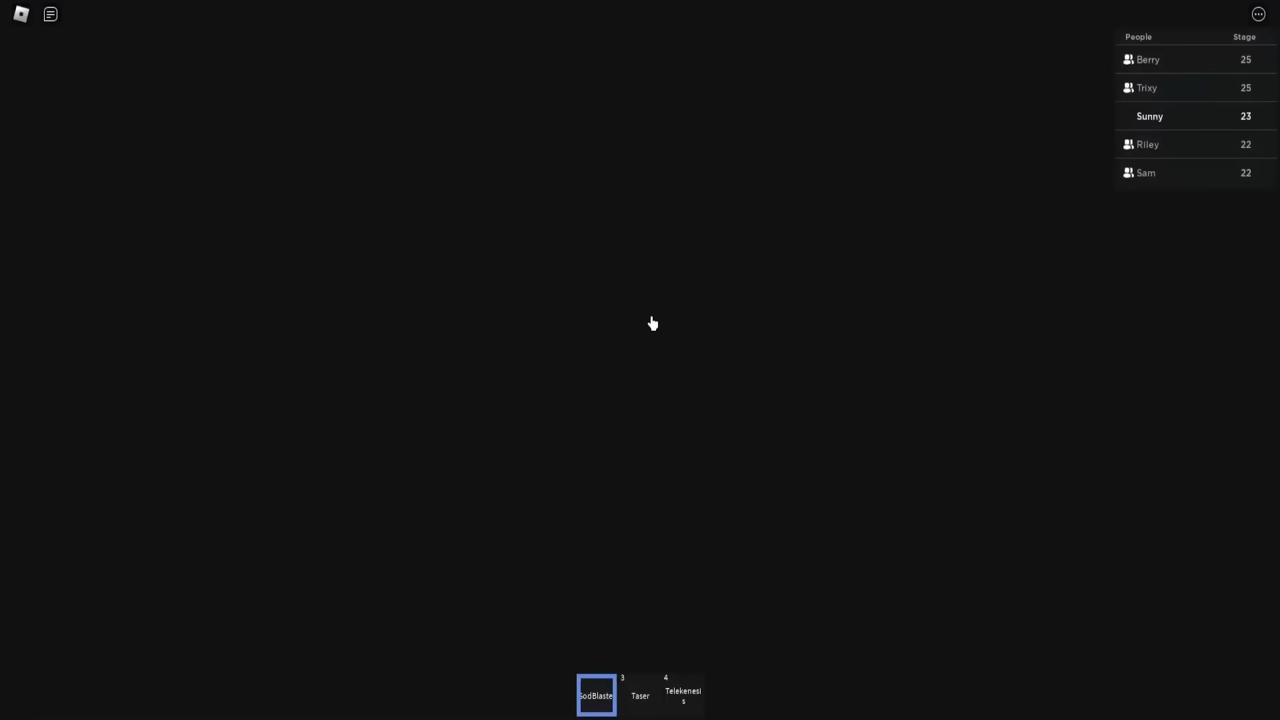 People Stage
Berry 25
Trixy 25
Sunny 23
Riley 22
Sam 22
3
4
Taser
Telekenesi
s